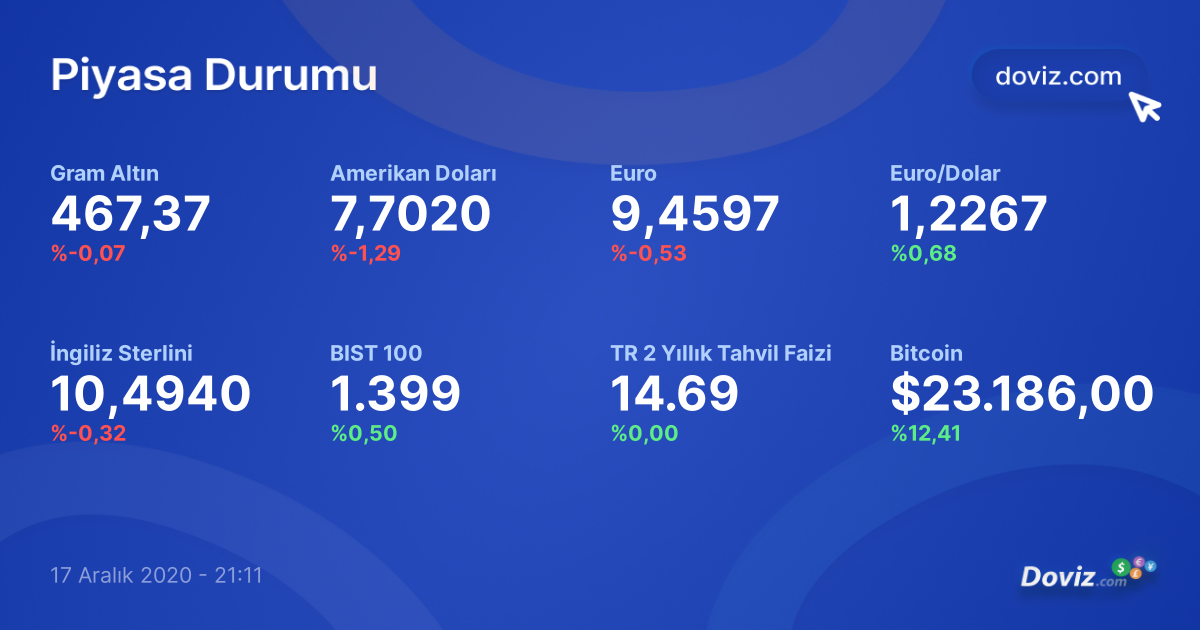 Piyasa Durumu
doviz.com
Gram Altın
467,37
%-0,07
Amerikan Doları
7,7020
%-1,29
Euro
9,4597
%-0,53
Euro/Dolar
1,2267
%0,68
İngiliz Sterlini
10,4940
%-0,32
BIST 100
1.399
%0,50
TR 2 Yıllık Tahvil Faizi
14.69
%0,00
Bitcoin
$23.186,00
%12,41
17 Aralık 2020 - 21:11
Doviz.com
$ € £ ¥